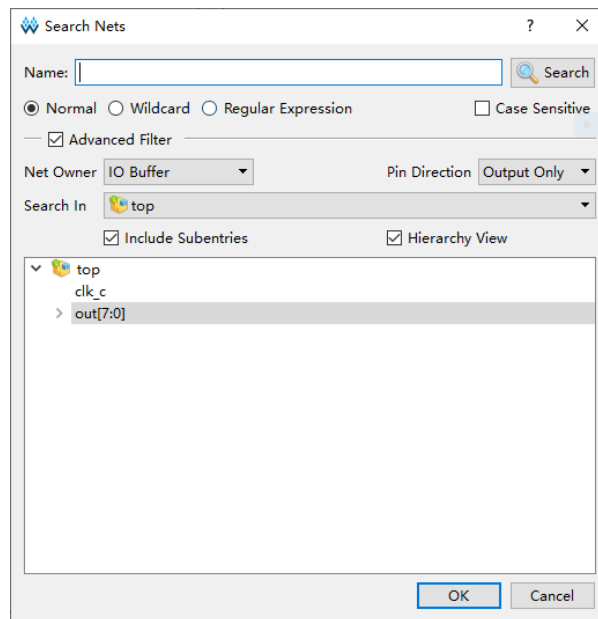 Search Nets ?
Name: Search
Normal Wildcard Regular Expression Case Sensitive
Advanced Filter
Net Owner IO Buffer Pin Direction Output Only
Search In top
Include Subentries Hierarchy View
top
clk_c
out[7:0]
OK Cancel